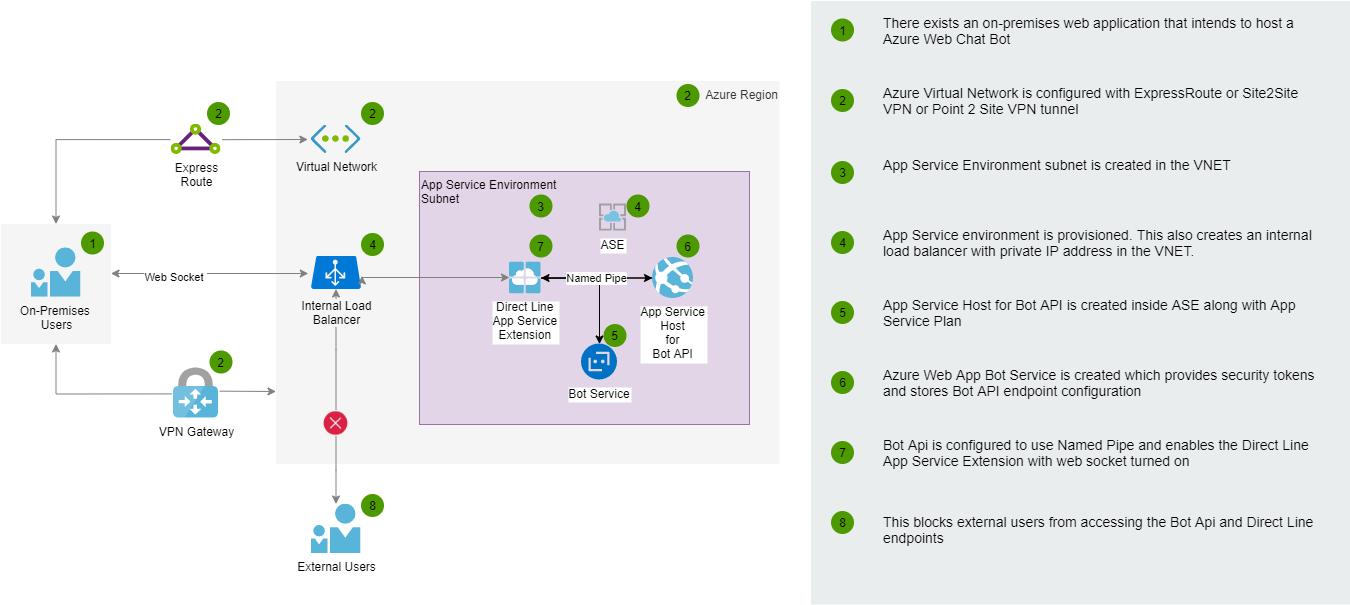 2
Azure Region
2
Express
Route
2
Virtual Network
App Service Environment
Subnet
3
4
ASE
1
On-Premises
Users
Web Socket
4
Internal Load
Balancer
7
Direct Line
App Service
Extension
Named Pipe
6
App Service
Host
for
Bot API
5
Bot Service
2
VPN Gateway
8
External Users
1
There exists an on-premises web application that intends to host a
Azure Web Chat Bot
2
Azure Virtual Network is configured with ExpressRoute or Site2Site
VPN or Point 2 Site VPN tunnel
3
App Service Environment subnet is created in the VNET
4
App Service environment is provisioned. This also creates an internal
load balancer with private IP address in the VNET.
5
App Service Host for Bot API is created inside ASE along with App
Service Plan
6
Azure Web App Bot Service is created which provides security tokens
and stores Bot API endpoint configuration
7
Bot Api is configured to use Named Pipe and enables the Direct Line
App Service Extension with web socket turned on
8
This blocks external users from accessing the Bot Api and Direct Line
endpoints